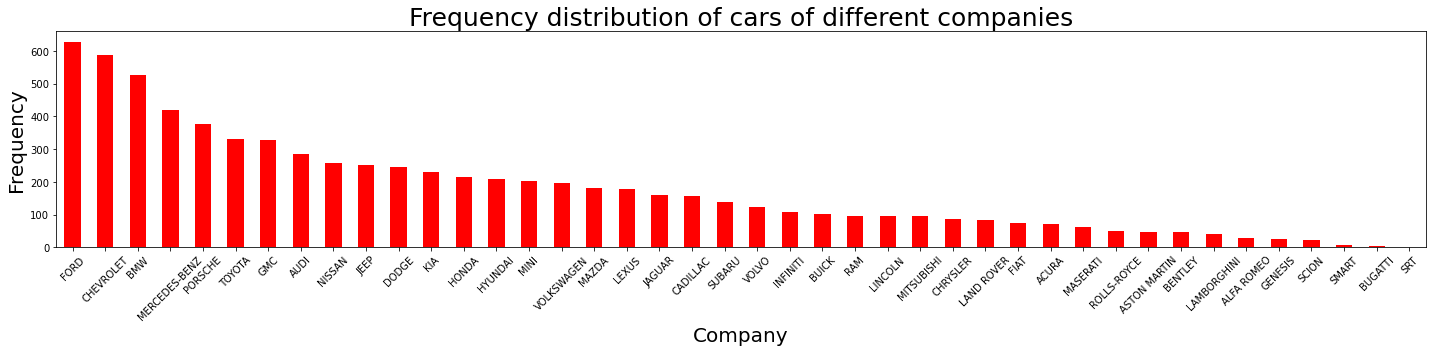 Frequency distribution of cars of different companies
Frequency
600
500
400
300
200
100
0
FORD
CHEVROLET
BMW
MERCEDES-BENZ
PORSCHE
TOYOTA
GMC
AUDI
NISSAN
JEEP
DODGE
KIA
HONDA
HYUNDAI
MINI
VOLKSWAGEN
MAZDA
LEXUS
JAGUAR
CADILLAC
SUBARU
VOLVO
INFINITI
BUICK
RAM
LINCOLN
MITSUBISHI
CHRYSLER
LAND ROVER
FIAT
ACURA
MASERATI
ROLLS-ROYCE
ASTON MARTIN
BENTLEY
LAMBORGHINI
ALFA ROMEO
GENESIS
SCION
SMART
BUGATTI
SRT
Company